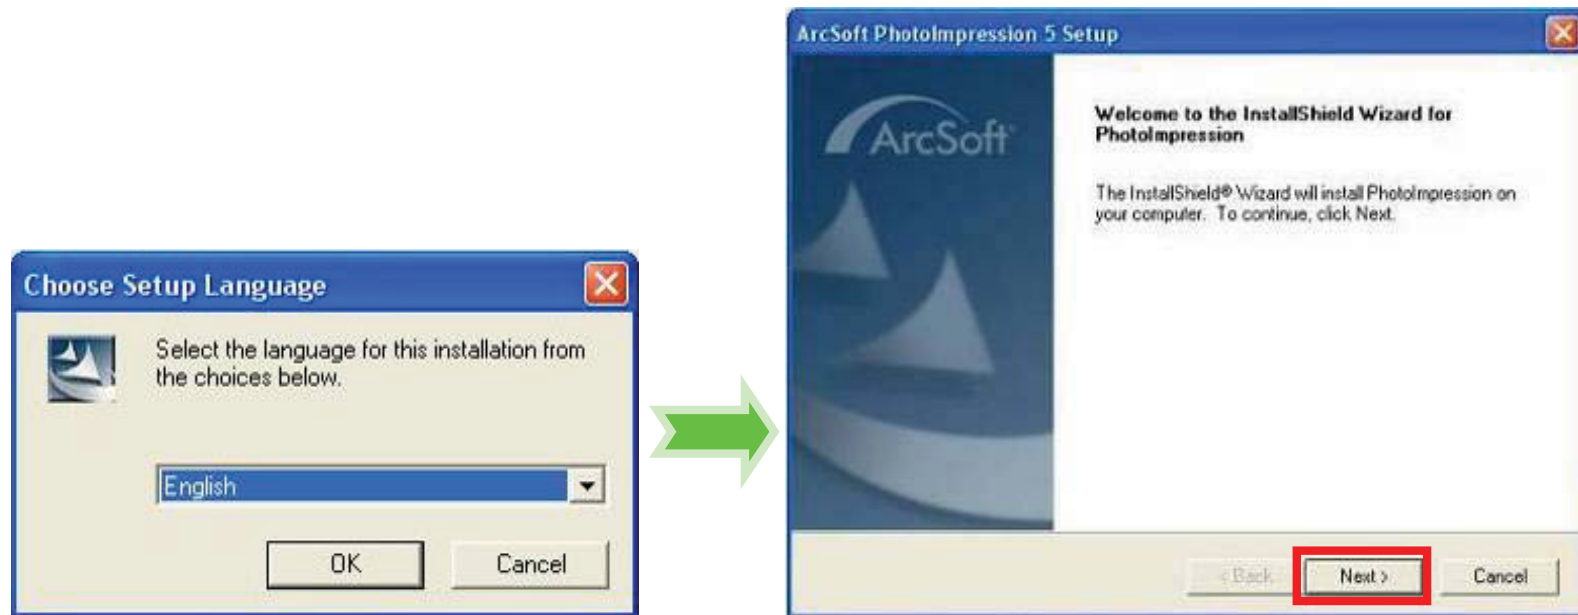 Choose Setup Language
Select the language for this installation from
the choices below.
English
OK
Cancel
ArcSoft PhotoImpression 5 Setup
ArcSoft
Welcome to the InstallShield Wizard for
PhotoImpression
The InstallShield® Wizard will install PhotoImpression on
your computer. To continue, click Next.
< Back
Next >
Cancel